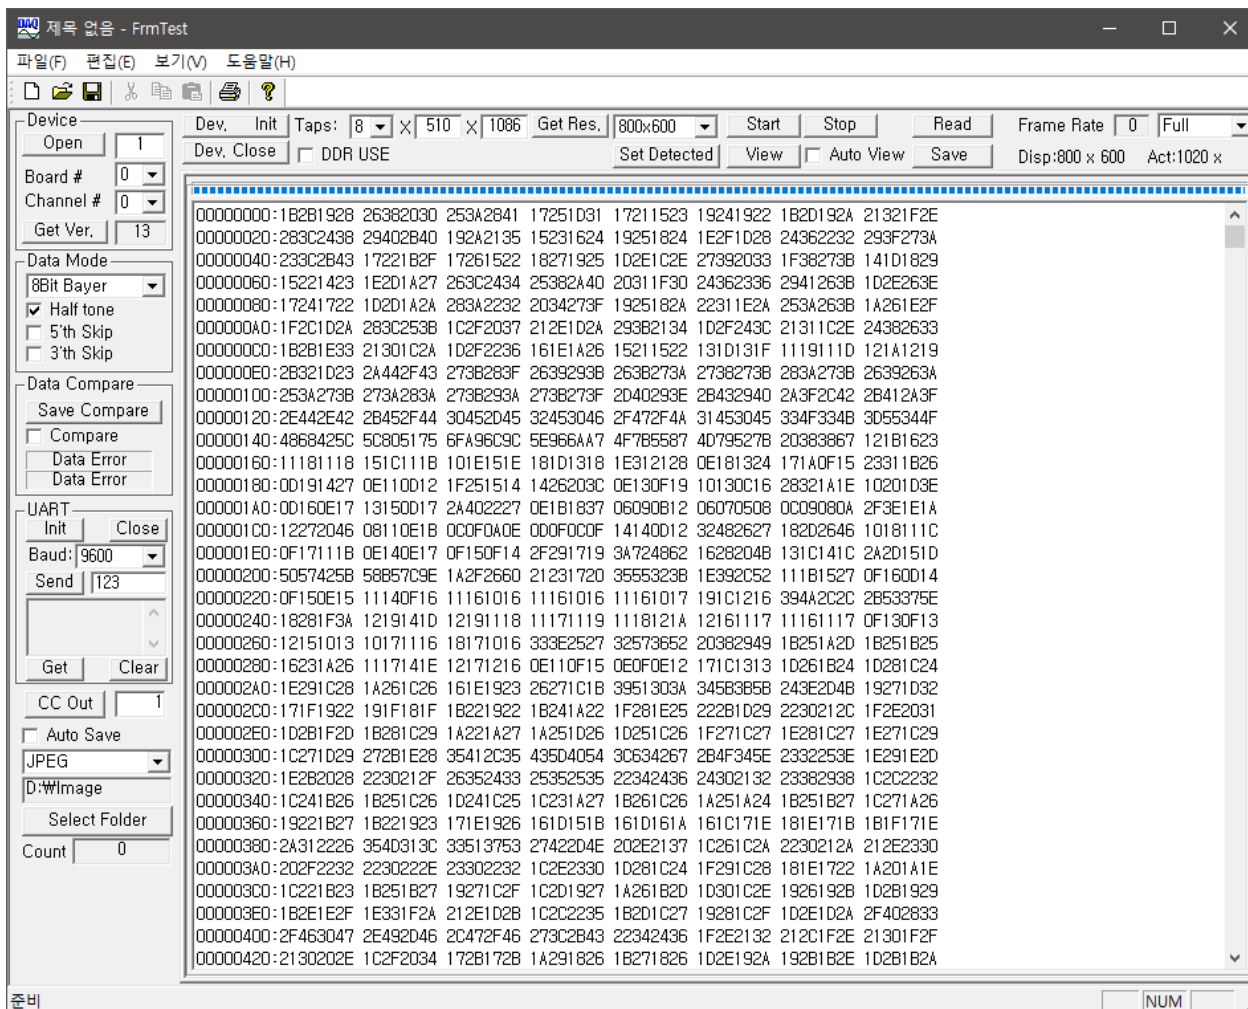 제목 없음 - FrmTest
파일(F) 편집(E) 보기(V) 도움말(H)
Device
Open 1
Board # 0
Channel # 0
Get Ver, 13
Data Mode
8Bit Bayer
Half tone
5'th Skip
3'th Skip
Data Compare
Save Compare
Compare
Data Error
Data Error
UART
Init Close
Baud: 9600
Send 123
Get Clear
CC Out 1
Auto Save
JPEG
D:₩Image
Select Folder
Count 0
Dev, Init Taps: 8 X 510 X 1086 Get Res, 800x600 Start Stop Read Frame Rate 0 Full
Dev, Close DDR USE Set Detected View Auto View Save Disp:800 x 600 Act:1020 x
00000000:1B2B1928 26382030 253A2841 17251D31 17211523 19241922 1B2D192A 21321F2E
00000020:283C2438 29402B40 192A2135 15231624 19251824 1E2F1D28 24362232 293F273A
00000040:233C2B43 17221B2F 17261522 18271925 1D2E1C2E 27392033 1F38273B 141D1829
00000060:15221423 1E2D1A27 263C2434 25382A40 20311F30 24362336 2941263B 1D2E263E
00000080:17241722 1D2D1A2A 283A2232 2034273F 1925182A 22311E2A 253A263B 1A261E2F
000000A0:1F2C1D2A 283C253B 1C2F2037 212E1D2A 293B2134 1D2F243C 21311C2E 24382633
000000C0:1B2B1E33 21301C2A 1D2F2236 161E1A26 15211522 131D131F 1119111D 121A1219
000000E0:2B321D23 2A442F43 273B283F 2639293B 263B273A 2738273B 283A273B 2639263A
00000100:253A273B 273A283A 273B293A 273B273F 2D40293E 2B432940 2A3F2C42 2B412A3F
00000120:2E442E42 2B452F44 30452D45 32453046 2F472F4A 31453045 334F334B 3D55344F
00000140:4868425C 5C805175 6FA96C9C 5E966AA7 4F7B5587 4D79527B 20383867 121B1623
00000160:11181118 151C111B 101E151E 181D1318 1E312128 0E181324 171A0F15 23311B26
00000180:0D191427 0E110D12 1F251514 1426203C 0E130F19 10130C16 28321A1E 10201D3E
000001A0:0D160E17 13150D17 2A402227 0E1B1837 06090B12 06070508 0C09080A 2F3E1E1A
000001C0:12272046 08110E1B 0C0F0A0E 0D0F0C0F 14140D12 32482627 182D2646 1018111C
000001E0:0F17111B 0E140E17 0F150F14 2F291719 3A724862 1628204B 131C141C 2A2D151D
00000200:5057425B 58B57C9E 1A2F2660 21231720 3555323B 1E392C52 111B1527 0F160D14
00000220:0F150E15 11140F16 11161016 11161016 11161017 191C1216 394A2C2C 2B53375E
00000240:18281F3A 1219141D 12191118 11171119 1118121A 12161117 11161117 0F130F13
00000260:12151013 10171116 18171016 333E2527 32573652 20382949 1B251A2D 1B251B25
00000280:16231A26 1117141E 12171216 0E110F15 0E0F0E12 171C1313 1D261B24 1D281C24
000002A0:1E291C28 1A261C26 161E1923 26271C1B 3951303A 345B3B5B 243E2D4B 19271D32
000002C0:171F1922 191F181F 1B221922 1B241A22 1F281E25 222B1D29 2230212C 1F2E2031
000002E0:1D2B1F2D 1B281C29 1A221A27 1A251D26 1D251C26 1F271C27 1E281C27 1E271C29
00000300:1C271D29 272B1E28 35412C35 435D4054 3C634267 2B4F345E 2332253E 1E291E2D
00000320:1E2B2028 2230212F 26352433 25352535 22342436 24302132 23382938 1C2C2232
00000340:1C241B26 1B251C26 1D241C25 1C231A27 1B261C26 1A251A24 1B251B27 1C271A26
00000360:19221B27 1B221923 171E1926 161D151B 161D161A 161C171E 181E171B 1B1F171E
00000380:2A312226 354D313C 33513753 27422D4E 202E2137 1C261C2A 2230212A 212E2330
000003A0:202F2232 2230222E 23302232 1C2E2330 1D281C24 1F291C28 181E1722 1A201A1E
000003C0:1C221B23 1B251B27 19271C2F 1C2D1927 1A261B2D 1D301C2E 1926192B 1D2B1929
000003E0:1B2E1E2F 1E331F2A 212E1D2B 1C2C2235 1B2D1C27 19281C2F 1D2E1D2A 2F402833
00000400:2F463047 2E492D46 2C472F46 273C2B43 22342436 1F2E2132 212C1F2E 21301F2F
00000420:2130202E 1C2F2034 172B172B 1A291826 1B271826 1D2E192A 192B1B2E 1D2B1B2A
준비 NUM